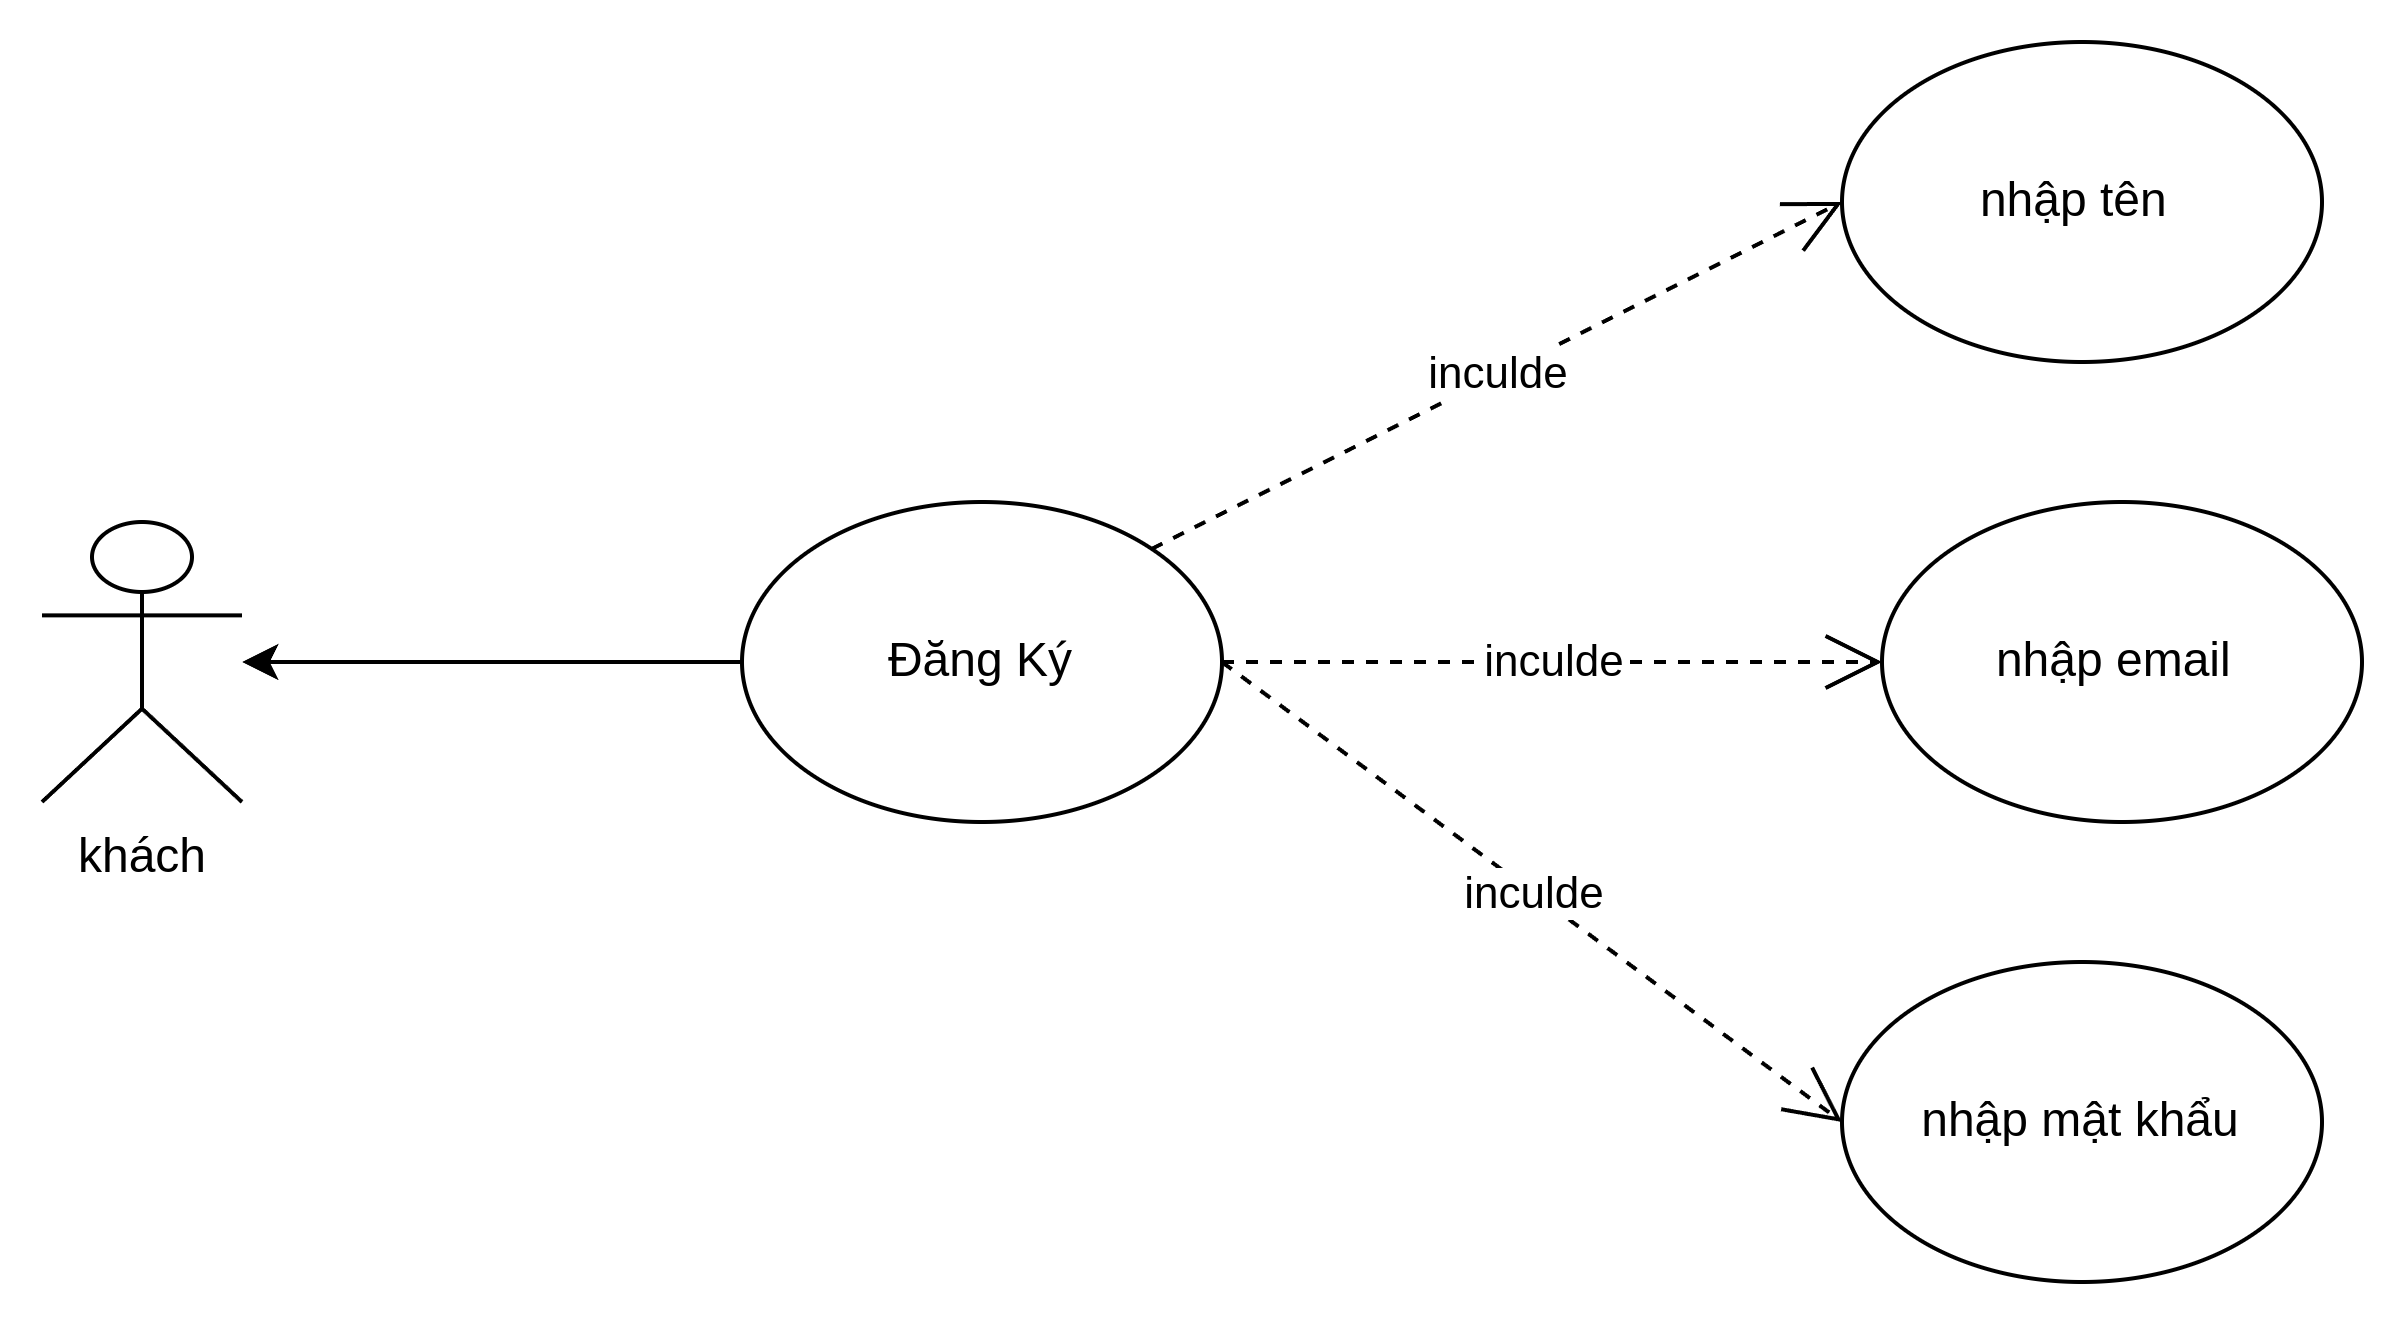 nhập tên
inculde
khách
Đăng Ký
inculde
nhập email
inculde
nhập mật khẩu